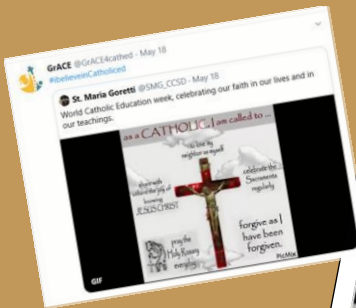 GrACE @GrACE4cathed · May 18
#ibelieveinCatholiced
St. Maria Goretti @SMG_CCSD · May 18
World Catholic Education week, celebrating our faith in our lives and in
our teachings.
as a CATHOLIC, I am called to ...
to love my
neighbor as myself
share with
others the joy of
knowing
JESUS CHRIST
celebrate the
Sacraments
regularly
pray the
Holy Rosary
everyday
forgive as I
have been
forgiven.
PicMix
GIF